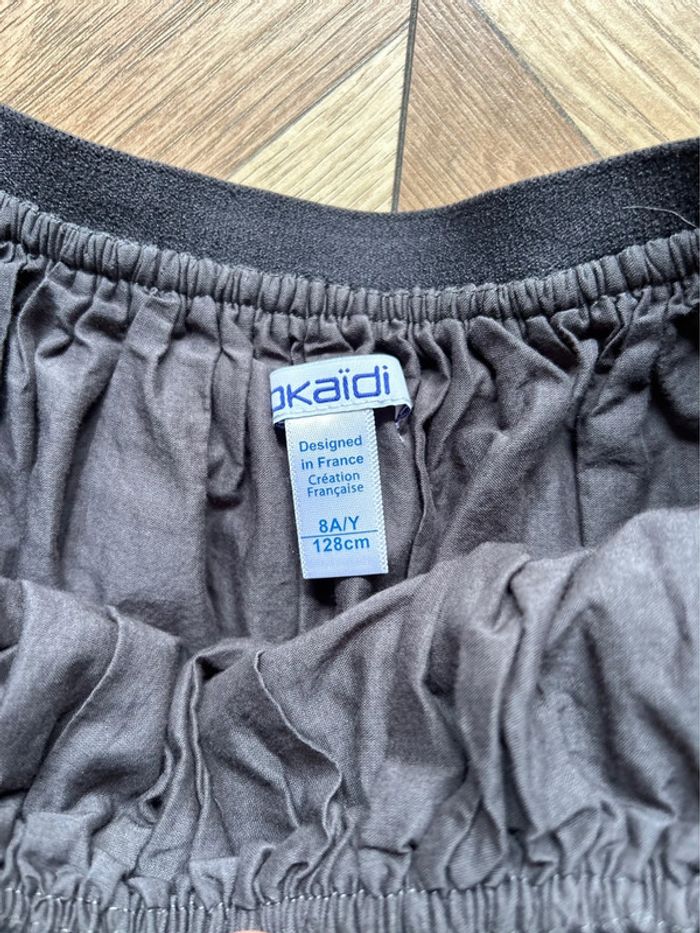 okaïdi
Designed
in France
Création
Française
8A/Y
128cm